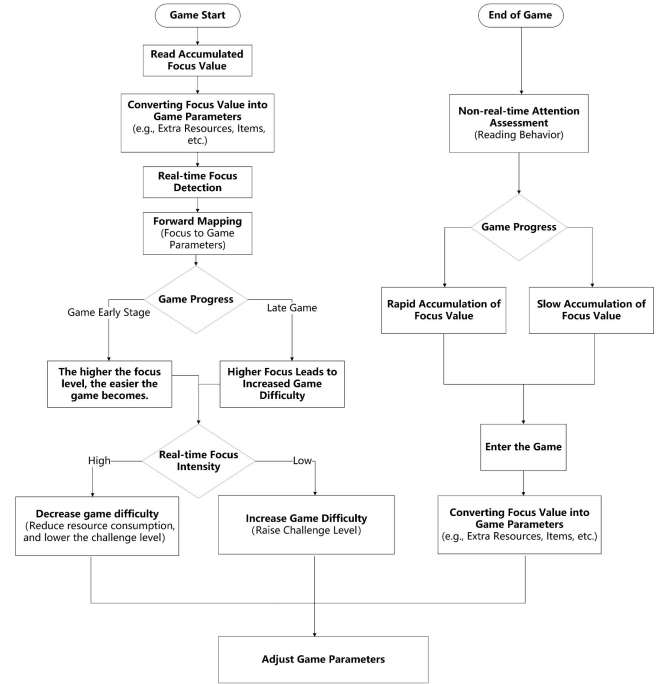 Game Start
Read Accumulated
Focus Value
Converting Focus Value into
Game Parameters
(e.g., Extra Resources, Items,
etc.)
Real-time Focus
Detection
Forward Mapping
(Focus to Game
Parameters)
Game Progress
Game Early Stage
Late Game
The higher the focus
level, the easier the
game becomes.
Higher Focus Leads to
Increased Game
Difficulty
Real-time Focus
Intensity
High
Low
Decrease game difficulty
(Reduce resource consumption,
and lower the challenge level)
Increase Game Difficulty
(Raise Challenge Level)
End of Game
Non-real-time Attention
Assessment
(Reading Behavior)
Game Progress
Rapid Accumulation of
Focus Value
Slow Accumulation of
Focus Value
Enter the Game
Converting Focus Value into
Game Parameters
(e.g., Extra Resources, Items, etc.)
Adjust Game Parameters